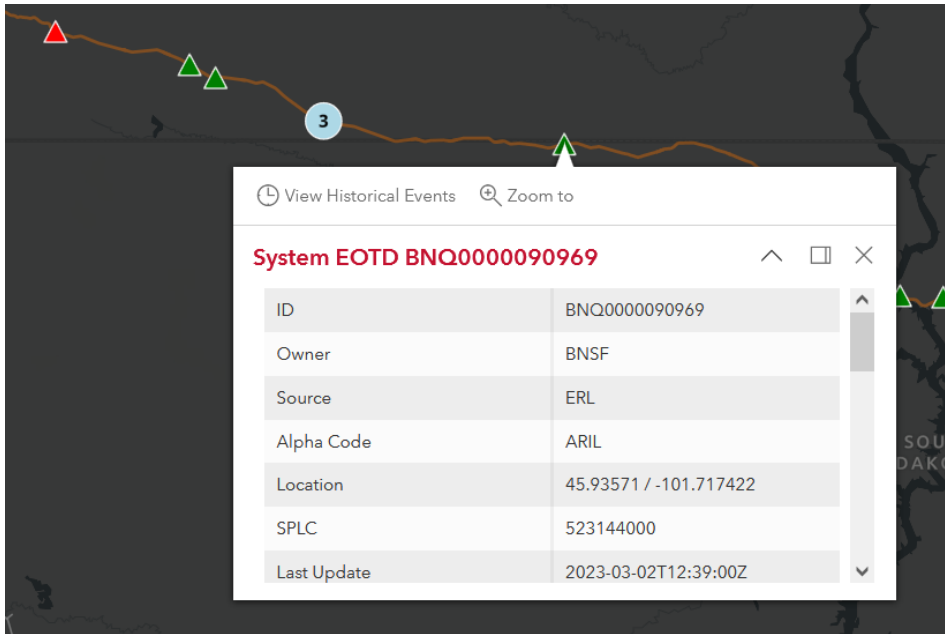 3
View Historical Events Zoom to
System EOTD BNQ0000090969
ID BNQ0000090969
Owner BNSF
Source ERL
Alpha Code ARIL
Location 45.93571 / -101.717422
SPLC 523144000
Last Update 2023-03-02T12:39:00Z
SOU
DAK